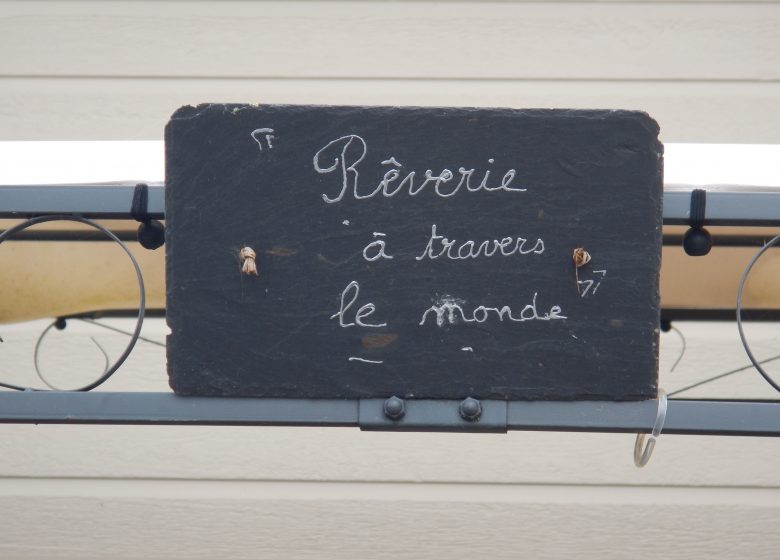 « Rêverie
à travers
le monde »